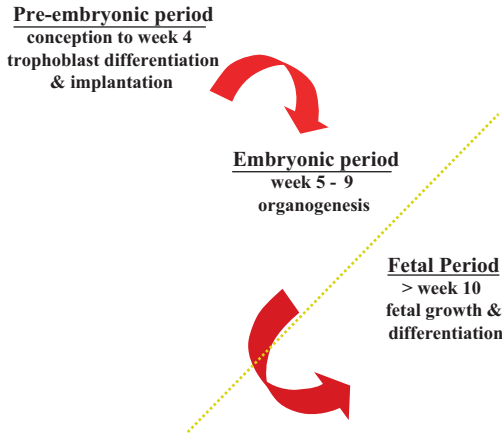 Pre-embryonic period
conception to week 4
trophoblast differentiation
& implantation
Embryonic period
week 5 - 9
organogenesis
Fetal Period
> week 10
fetal growth &
differentiation